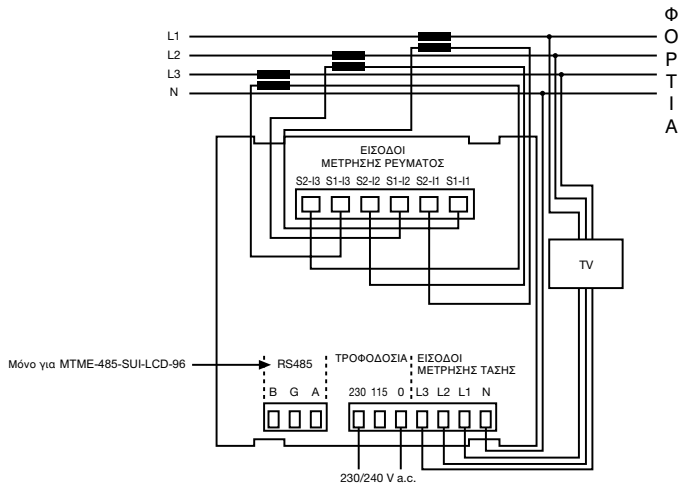 L1
L2
L3
N
Φ
Ο
Ρ
Τ
Ι
Α
ΕΙΣΟΔΟΙ
ΜΕΤΡΗΣΗΣ ΡΕΥΜΑΤΟΣ
S2-I3 S1-I3 S2-I2 S1-I2 S2-I1 S1-I1
TV
Μόνο για MTME-485-SUI-LCD-96
RS485
ΤΡΟΦΟΔΟΣΙΑ
ΕΙΣΟΔΟΙ
ΜΕΤΡΗΣΗΣ ΤΑΣΗΣ
B G A
230 115 0 L3 L2 L1 N
230/240 V a.c.